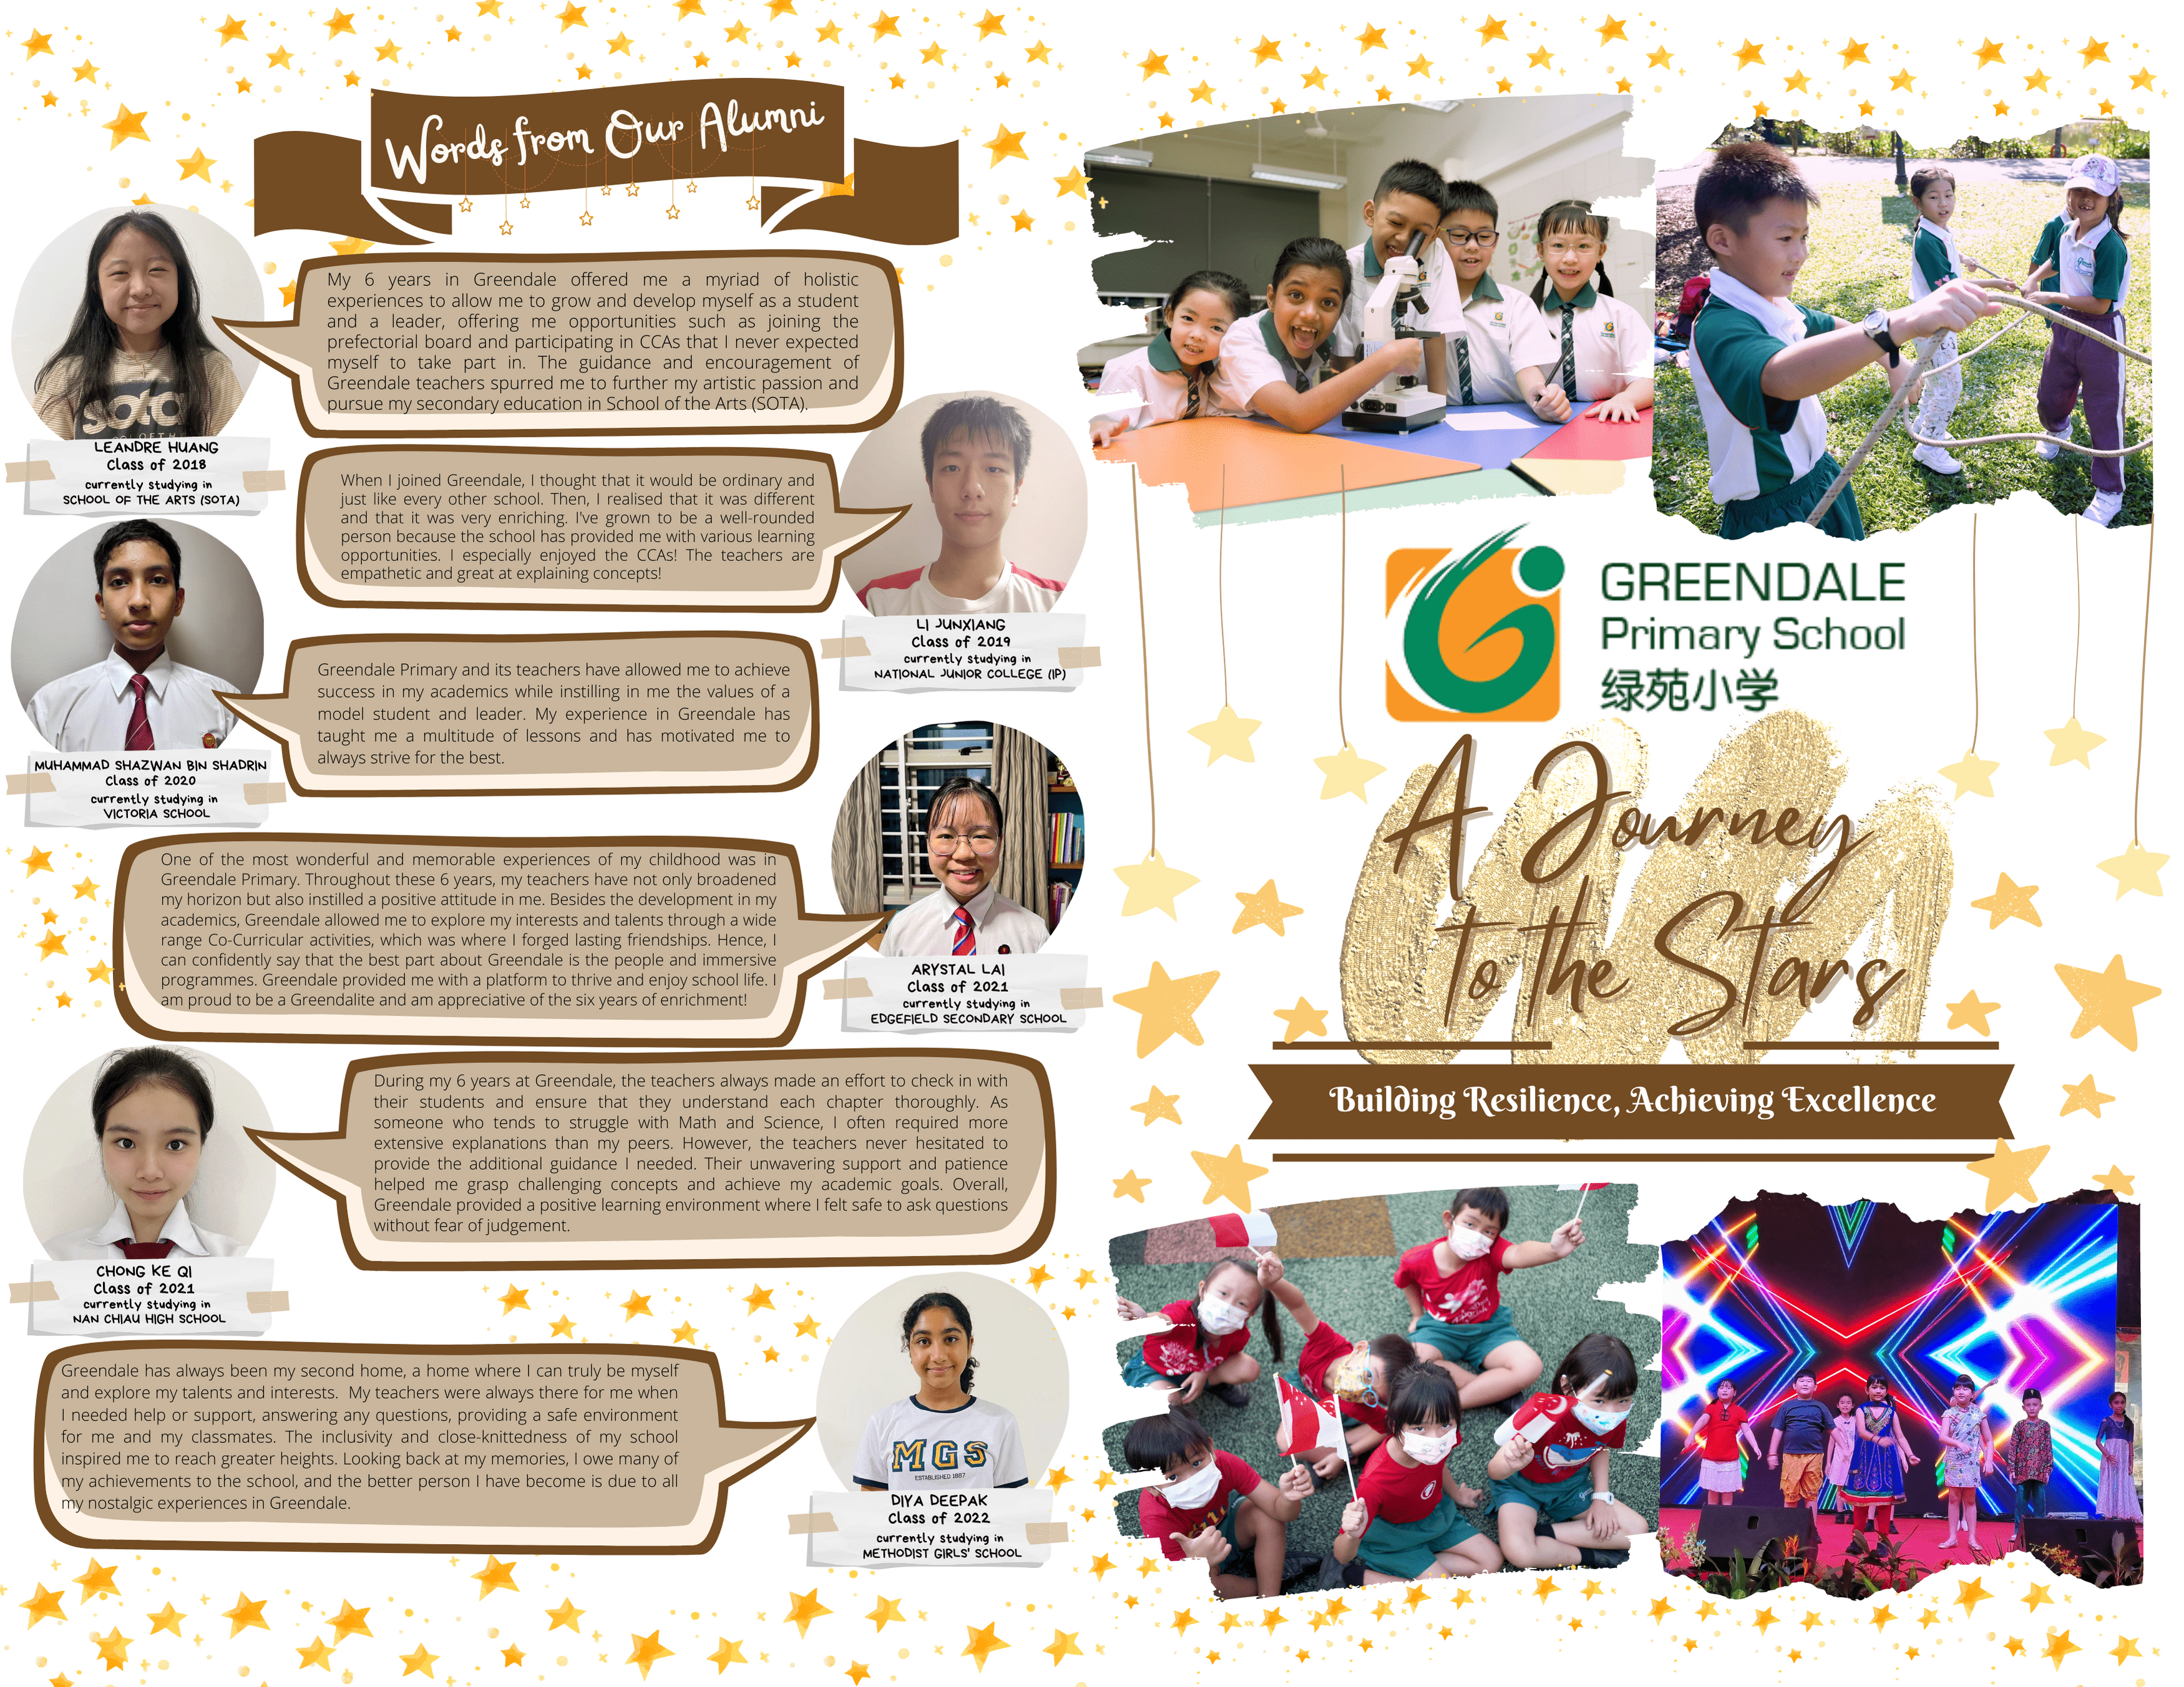 Words from Our Alumni
My 6 years in Greendale offered me a myriad of holistic
experiences to allow me to grow and develop myself as a student
and a leader, offering me opportunities such as joining the
prefectorial board and participating in CCAs that I never expected
myself to take part in. The guidance and encouragement of
Greendale teachers spurred me to further my artistic passion and
pursue my secondary education in School of the Arts (SOTA).
sota
LEANDRE HUANG
Class of 2018
currently studying in
SCHOOL OF THE ARTS (SOTA)
When I joined Greendale, I thought that it would be ordinary and
just like every other school. Then, I realised that it was different
and that it was very enriching. I've grown to be a well-rounded
person because the school has provided me with various learning
opportunities. I especially enjoyed the CCAs! The teachers are
empathetic and great at explaining concepts!
LI JUNXIANG
Class of 2019
currently studying in
NATIONAL JUNIOR COLLEGE (IP)
Greendale Primary and its teachers have allowed me to achieve
success in my academics while instilling in me the values of a
model student and leader. My experience in Greendale has
taught me a multitude of lessons and has motivated me to
always strive for the best.
MUHAMMAD SHAZWAN BIN SHADRIN
Class of 2020
currently studying in
VICTORIA SCHOOL
One of the most wonderful and memorable experiences of my childhood was in
Greendale Primary. Throughout these 6 years, my teachers have not only broadened
my horizon but also instilled a positive attitude in me. Besides the development in my
academics, Greendale allowed me to explore my interests and talents through a wide
range Co-Curricular activities, which was where I forged lasting friendships. Hence, I
can confidently say that the best part about Greendale is the people and immersive
programmes. Greendale provided me with a platform to thrive and enjoy school life. I
am proud to be a Greendalite and am appreciative of the six years of enrichment!
ARYSTAL LAI
Class of 2021
currently studying in
EDGEFIELD SECONDARY SCHOOL
During my 6 years at Greendale, the teachers always made an effort to check in with
their students and ensure that they understand each chapter thoroughly. As
someone who tends to struggle with Math and Science, I often required more
extensive explanations than my peers. However, the teachers never hesitated to
provide the additional guidance I needed. Their unwavering support and patience
helped me grasp challenging concepts and achieve my academic goals. Overall,
Greendale provided a positive learning environment where I felt safe to ask questions
without fear of judgement.
CHONG KE QI
Class of 2021
currently studying in
NAN CHIAU HIGH SCHOOL
Greendale has always been my second home, a home where I can truly be myself
and explore my talents and interests. My teachers were always there for me when
I needed help or support, answering any questions, providing a safe environment
for me and my classmates. The inclusivity and close-knittedness of my school
inspired me to reach greater heights. Looking back at my memories, I owe many of
my achievements to the school, and the better person I have become is due to all
my nostalgic experiences in Greendale.
MGS
ESTABLISHED 1887
DIYA DEEPAK
Class of 2022
currently studying in
METHODIST GIRLS' SCHOOL
GREENDALE
Primary School
绿苑小学
A Journey
to the Stars
Building Resilience, Achieving Excellence